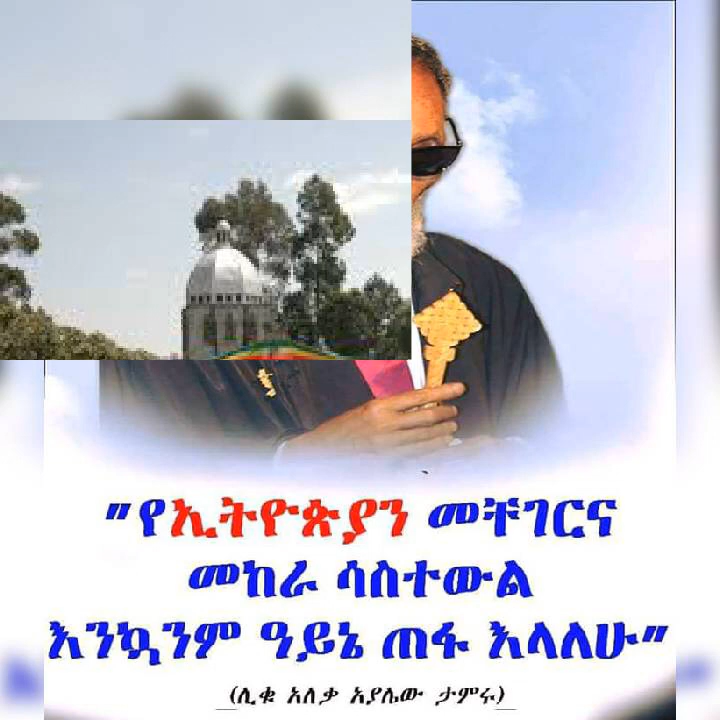 "የኢትዮጵያን መቸገርና
መከራ ሳስተውል
እንኳንም ዓይኔ ጠፋ እላለሁ"
(ሊቁ አለቃ አያሌው ታምሩ)